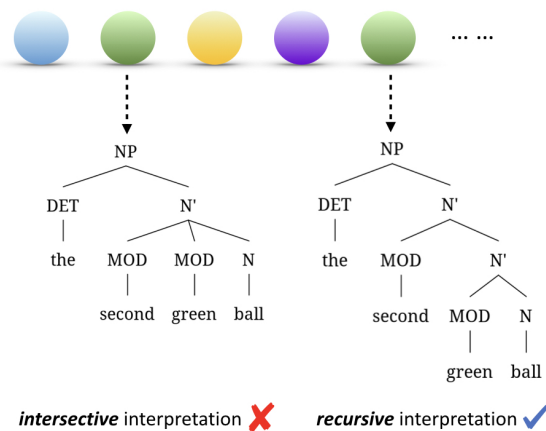 ... ...
NP NP
DET N' DET N'
the MOD MOD N the MOD N'
second green ball second MOD N
green ball
intersective interpretation ✘ recursive interpretation ✓